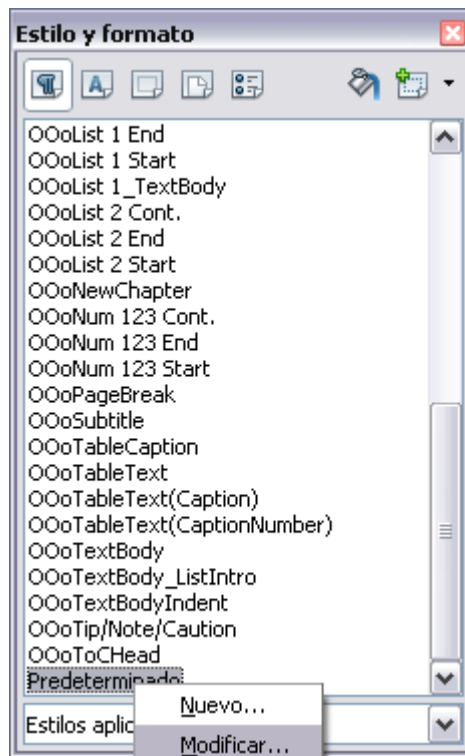 Estilo y formato
OOoList 1 End
OOoList 1 Start
OOoList 1_TextBody
OOoList 2 Cont.
OOoList 2 End
OOoList 2 Start
OOoNewChapter
OOoNum 123 Cont.
OOoNum 123 End
OOoNum 123 Start
OOoPageBreak
OOoSubtitle
OOoTableCaption
OOoTableText
OOoTableText(Caption)
OOoTableText(CaptionNumber)
OOoTextBody
OOoTextBody_ListIntro
OOoTextBodyIndent
OOoTip/Note/Caution
OOoToCHead
Predeterminado
Nuevo...
Estilos aplic
Modificar...